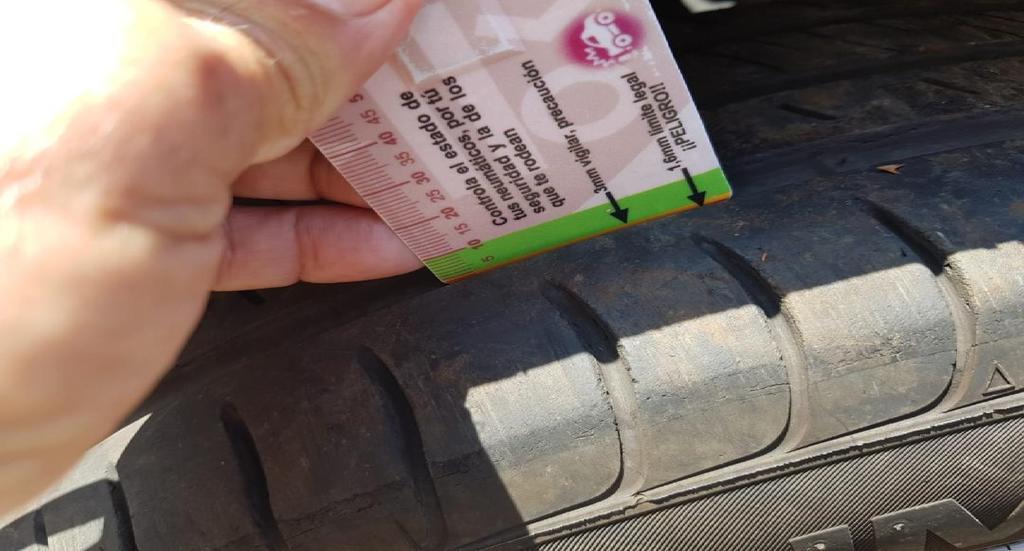 Controla el estado de
tus neumáticos, por tú
seguridad y la de los
que te rodean
3mm vigilar, precaución
1,6mm límite legal
¡¡PELIGRO!!
5 10 15 20 25 30 35 40 45 5